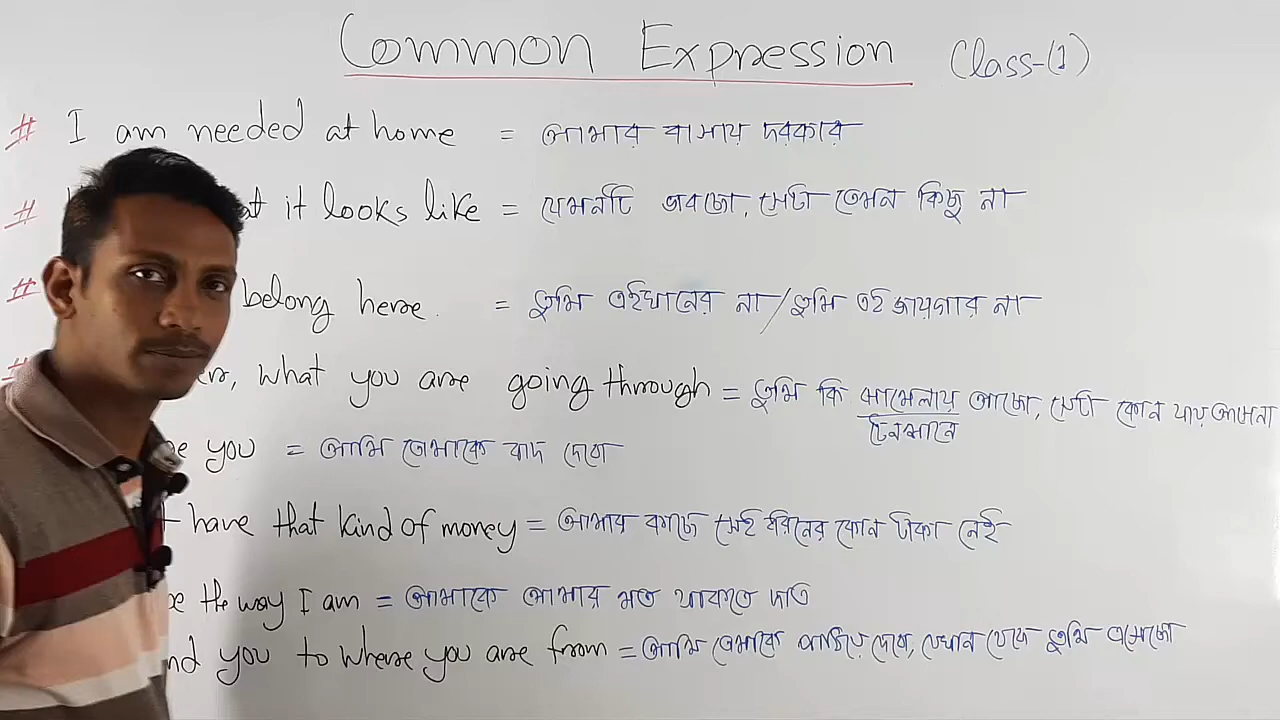 Common Expression Class-(1)
# I am needed at home = আমার বাসায় দরকার
# it looks like = যেমনটি ভাবছো, সেটা তেমন কিছু না
# belong here. = তুমি এইখানের না / তুমি এই জায়গার না
what you are going through = তুমি কি ঝামেলায় আছো, সেটা কোন যায় আসেনা
টেনশানে
you = আমি তোমাকে বাদ দেবো
have that kind of money = আমার কাছে সেই ধরনের কোন টাকা নেই
the way I am = আমাকে আমার মত থাকতে দাও
you to where you are from = আমি তোমাকে পাঠিয়ে দেব, যেখান থেকে তুমি এসেছো